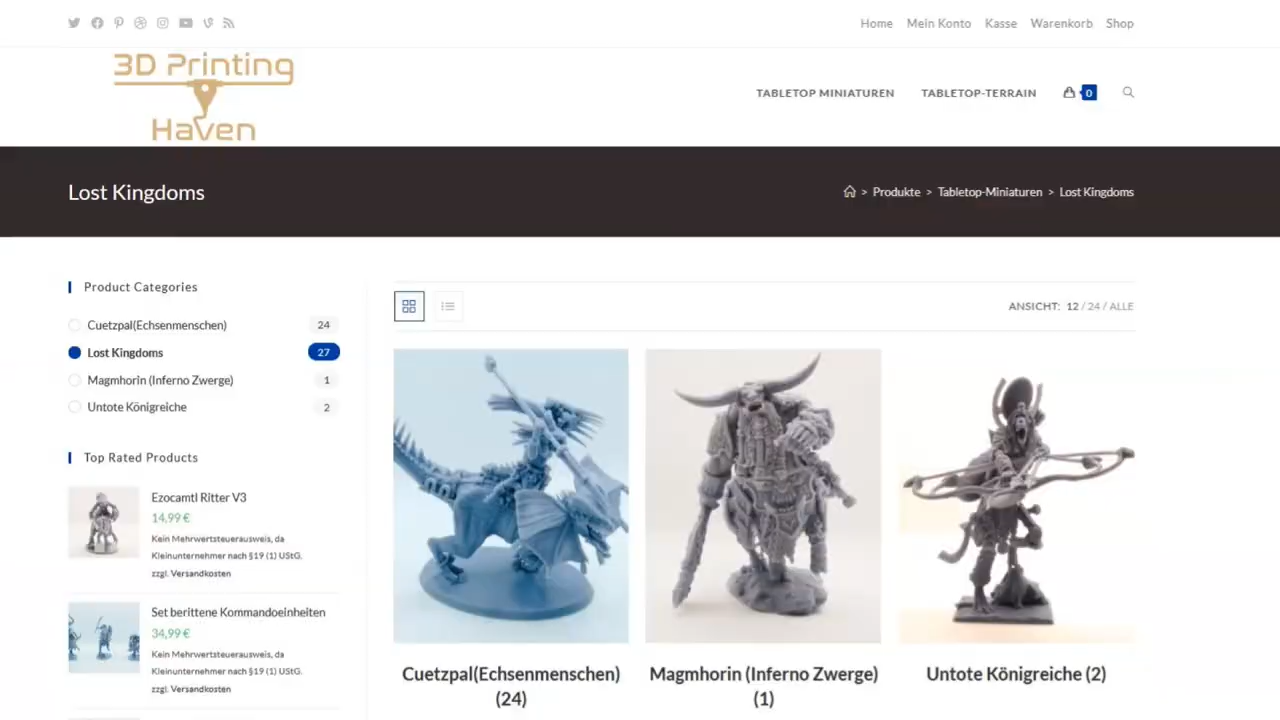 Home Mein Konto Kasse Warenkorb Shop
3D Printing
Haven
TABLETOP MINIATUREN TABLETOP-TERRAIN 0
Lost Kingdoms
> Produkte > Tabletop-Miniaturen > Lost Kingdoms
Product Categories
Cuetzpal(Echsenmenschen) 24
Lost Kingdoms 27
Magmhorin (Inferno Zwerge) 1
Untote Königreiche 2
Top Rated Products
Ezocamtl Ritter V3
14,99 €
Kein Mehrwertsteuerausweis, da
Kleinunternehmer nach §19 (1) UStG.
zzgl. Versandkosten
Set berittene Kommandoeinheiten
34,99 €
Kein Mehrwertsteuerausweis, da
Kleinunternehmer nach §19 (1) UStG.
zzgl. Versandkosten
ANSICHT: 12 / 24 / ALLE
Cuetzpal(Echsenmenschen)
(24)
Magmhorin (Inferno Zwerge)
(1)
Untote Königreiche (2)